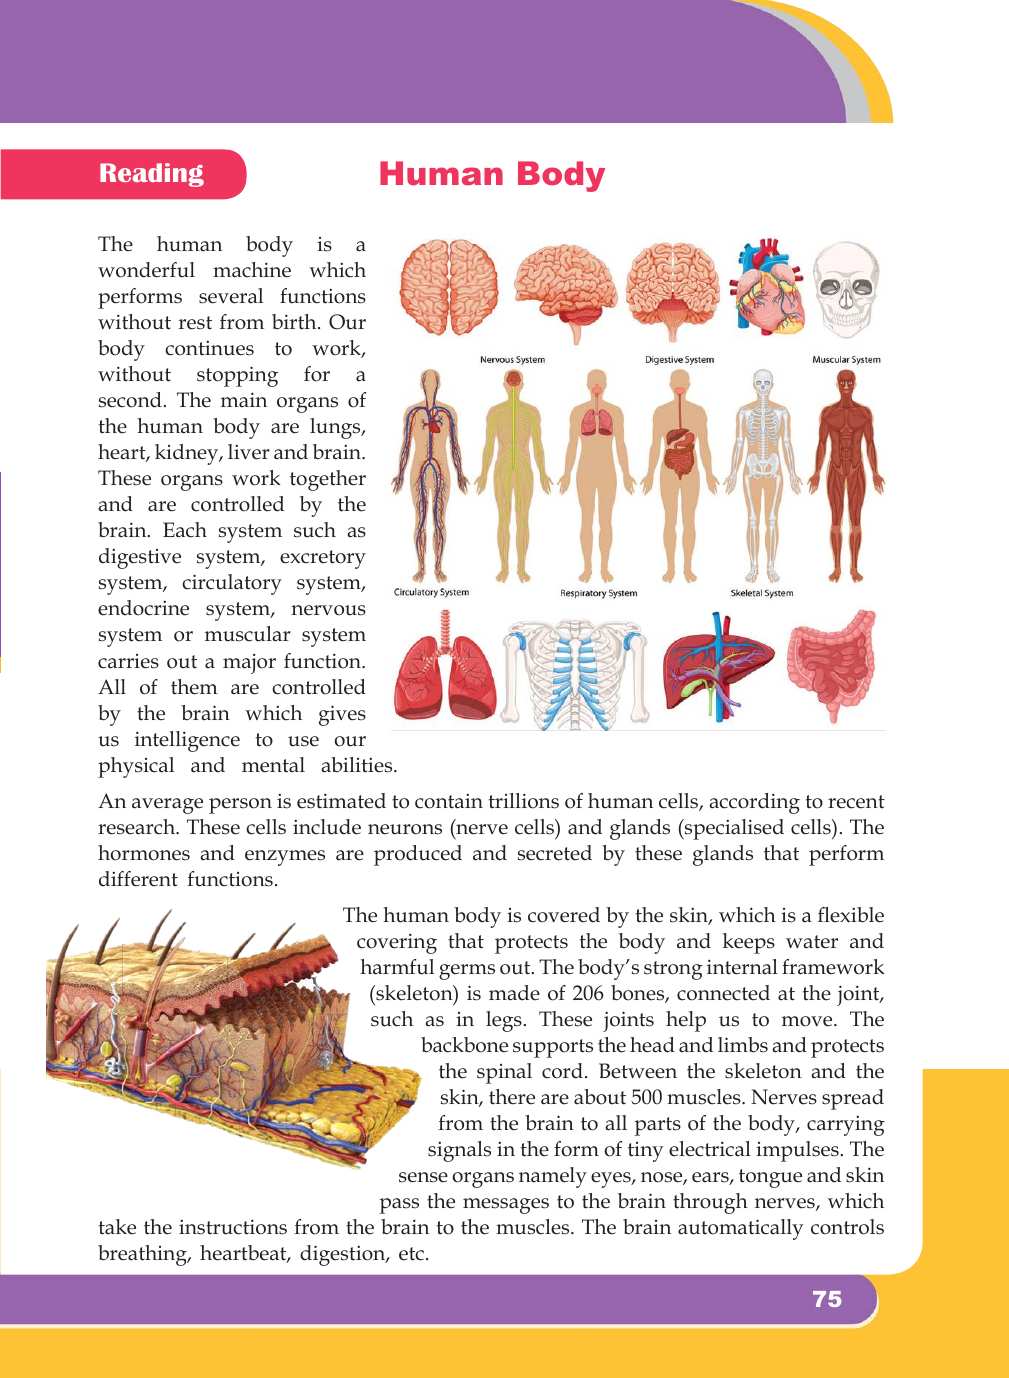 Reading
Human Body
The human body is a
wonderful machine which
performs several functions
without rest from birth. Our
body continues to work,
without stopping for a
second. The main organs of
the human body are lungs,
heart, kidney, liver and brain.
These organs work together
and are controlled by the
brain. Each system such as
digestive system, excretory
system, circulatory system,
endocrine system, nervous
system or muscular system
carries out a major function.
All of them are controlled
by the brain which gives
us intelligence to use our
physical and mental abilities.
Nervous System
Digestive System
Muscular System
Circulatory System
Respiratory System
Skeletal System
An average person is estimated to contain trillions of human cells, according to recent
research. These cells include neurons (nerve cells) and glands (specialised cells). The
hormones and enzymes are produced and secreted by these glands that perform
different functions.
The human body is covered by the skin, which is a flexible
covering that protects the body and keeps water and
harmful germs out. The body’s strong internal framework
(skeleton) is made of 206 bones, connected at the joint,
such as in legs. These joints help us to move. The
backbone supports the head and limbs and protects
the spinal cord. Between the skeleton and the
skin, there are about 500 muscles. Nerves spread
from the brain to all parts of the body, carrying
signals in the form of tiny electrical impulses. The
sense organs namely eyes, nose, ears, tongue and skin
pass the messages to the brain through nerves, which
take the instructions from the brain to the muscles. The brain automatically controls
breathing, heartbeat, digestion, etc.
75